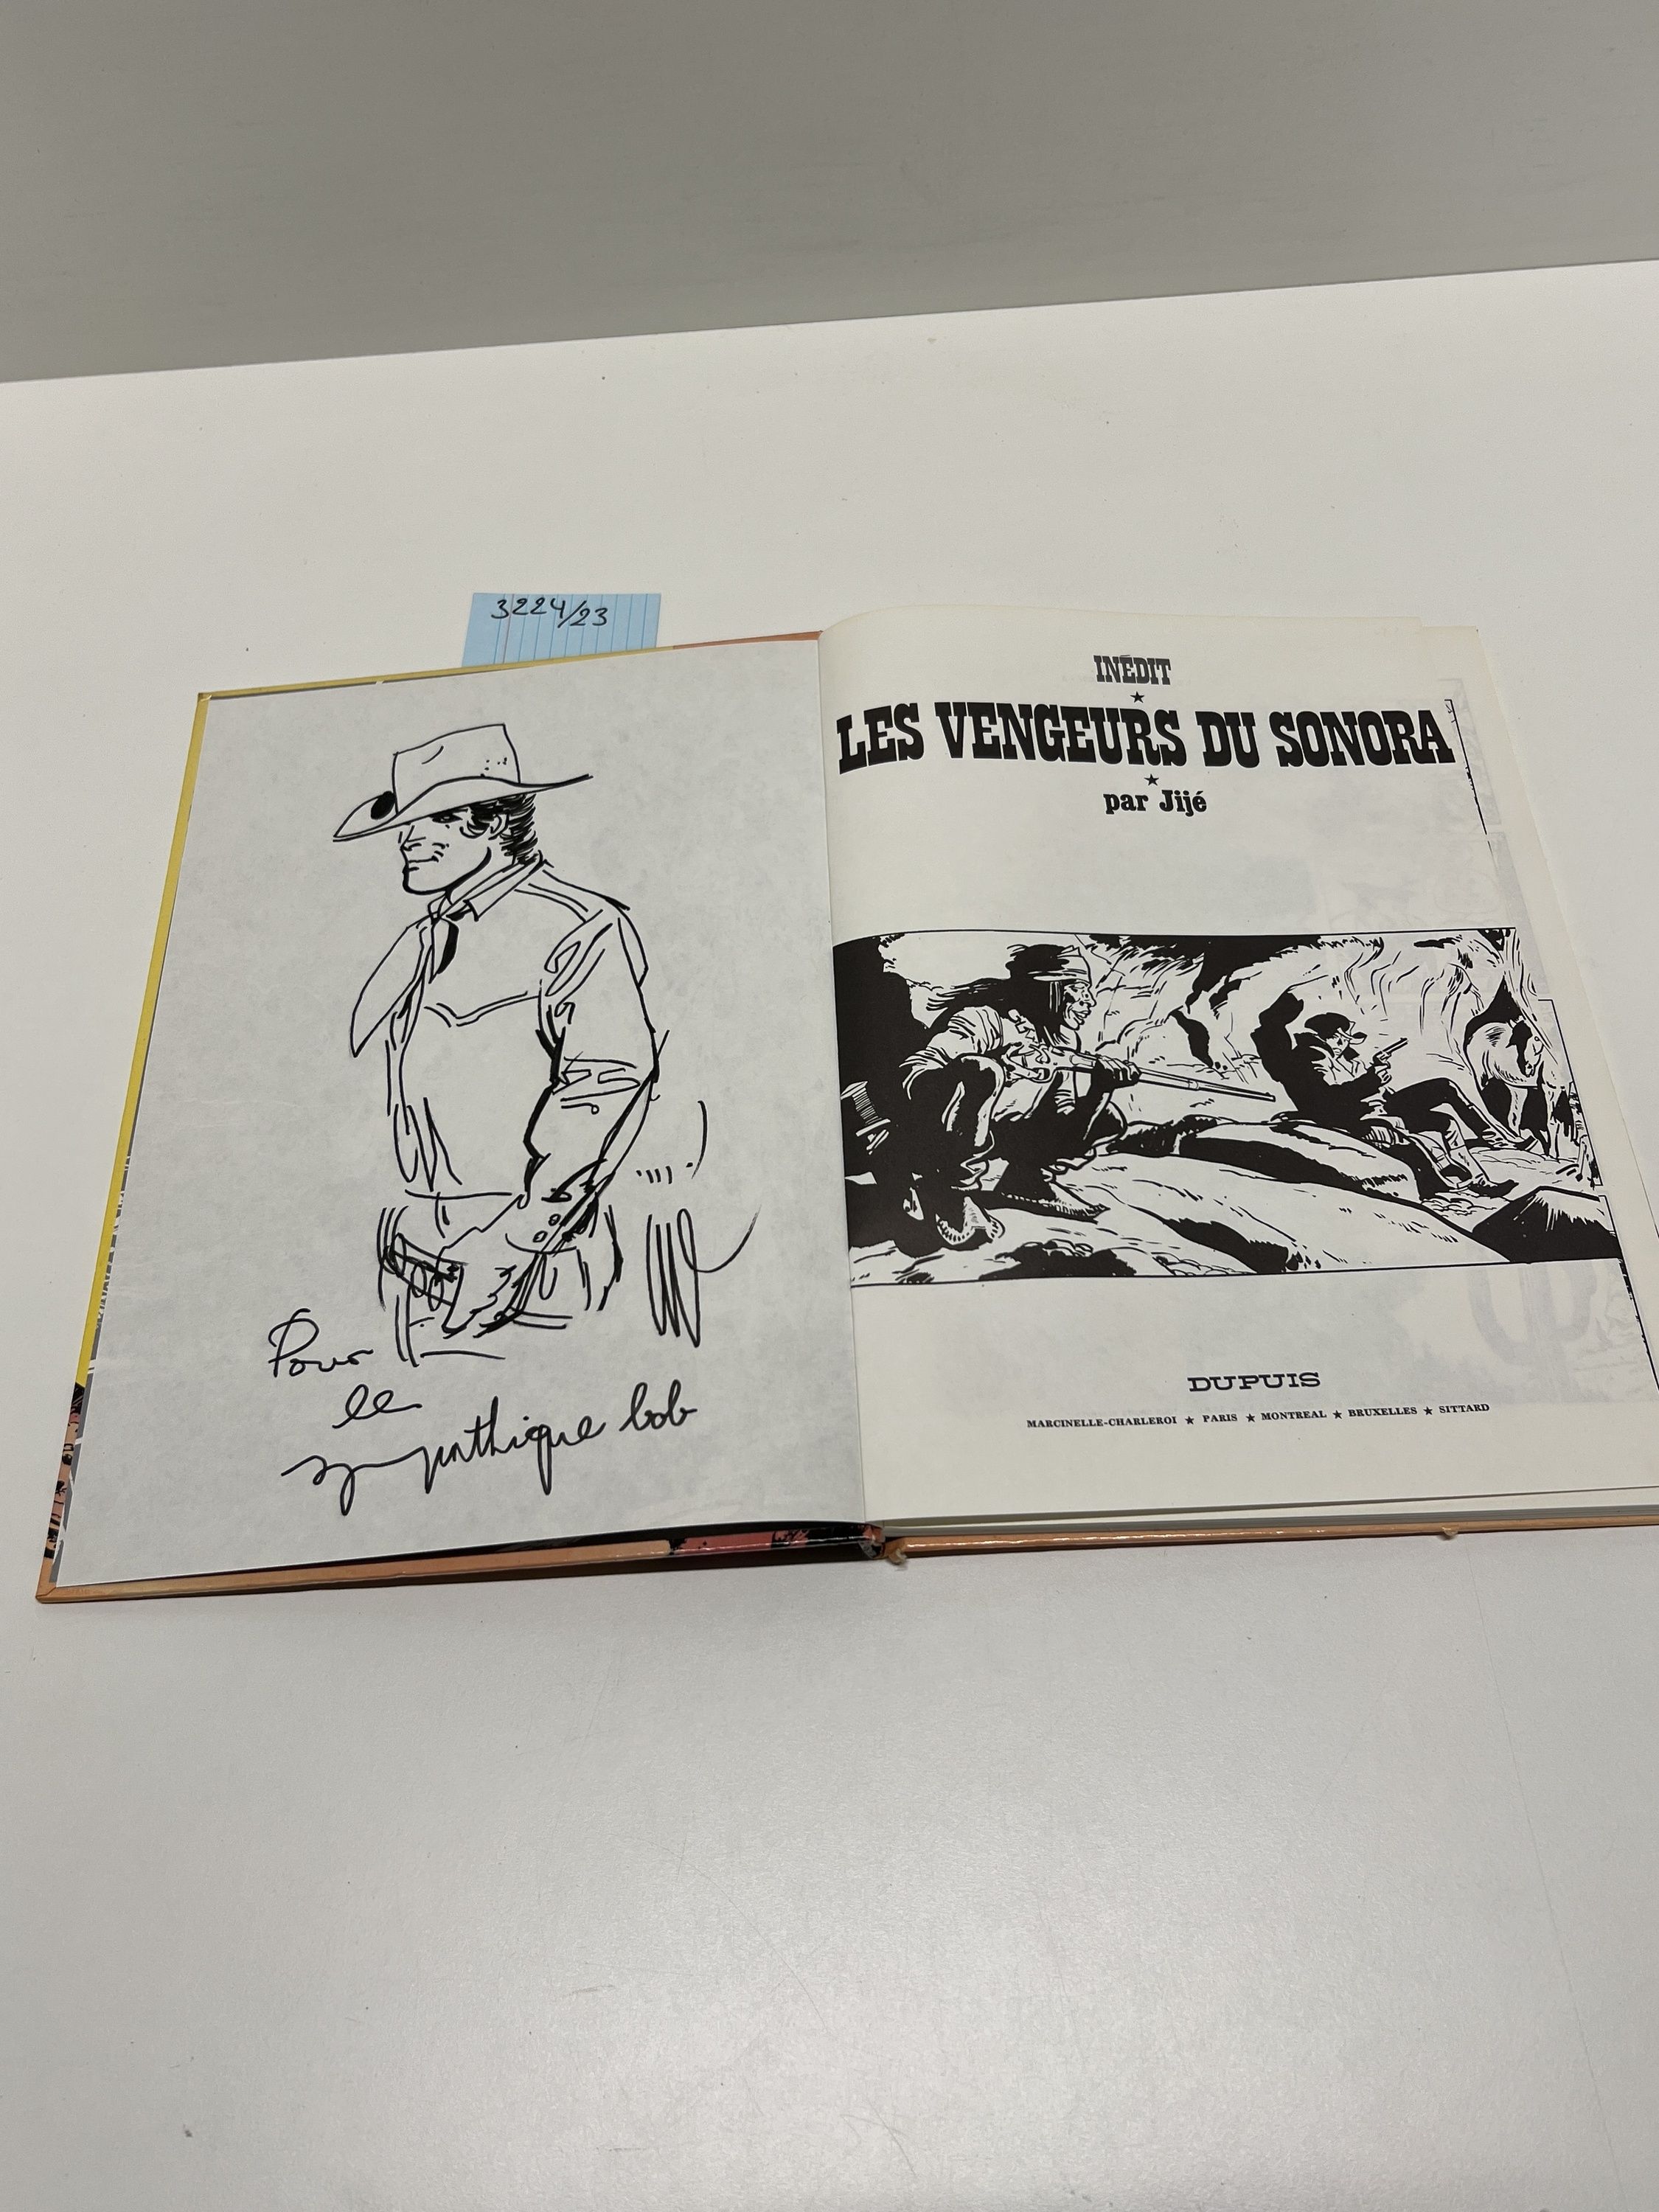 3224/23
Pour
le
sympathique bob
INÉDIT
★
LES VENGEURS DU SONORA
★
par Jijé
DUPUIS
MARCINELLE-CHARLEROI ★ PARIS ★ MONTREAL ★ BRUXELLES ★ SITTARD